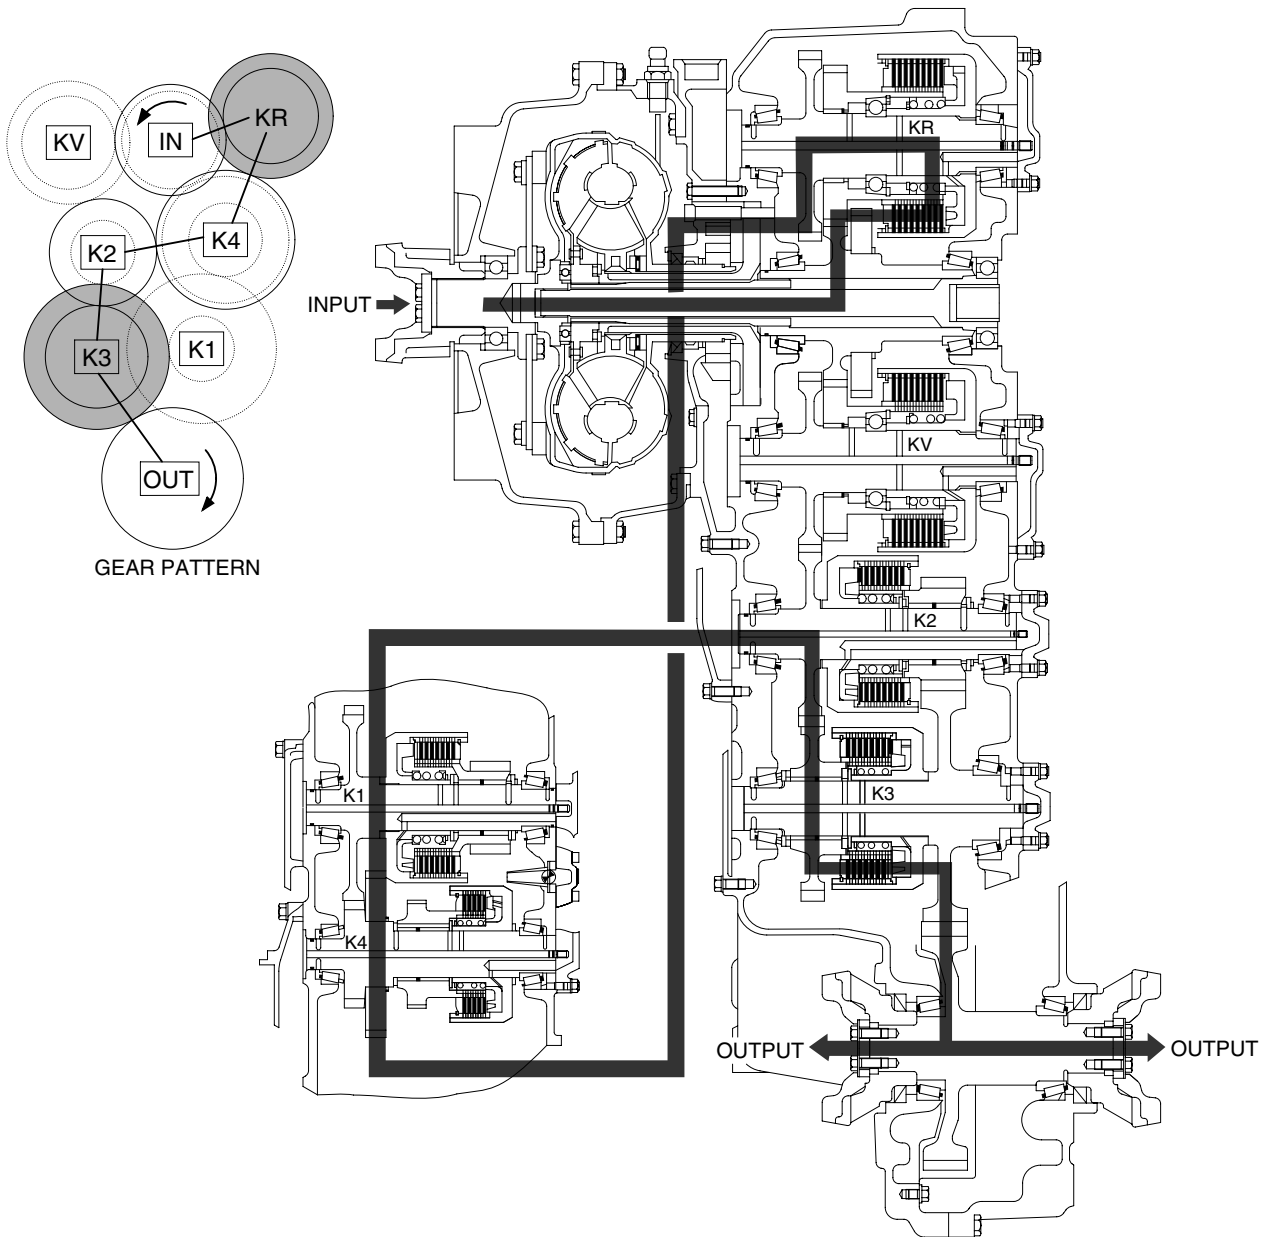 KV
IN
KR
K2
K4
K3
K1
OUT
GEAR PATTERN
INPUT
KR
KV
K2
K3
K1
K4
OUTPUT
OUTPUT